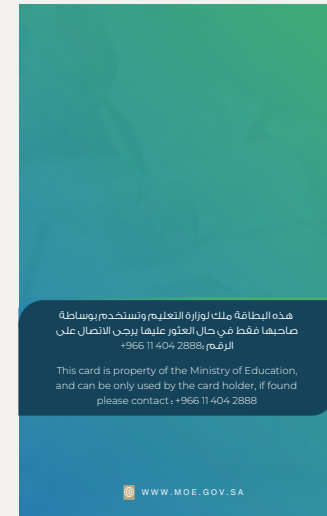 هذه البطاقة ملك لوزارة التعليم وتستخدم بوساطة
صاحبها فقط في حال العثور عليها يرجى الاتصال على
الرقم: 2888 404 11 966+
This card is property of the Ministry of Education,
and can be only used by the card holder, if found
please contact : +966 11 404 2888
WWW.MOE.GOV.SA